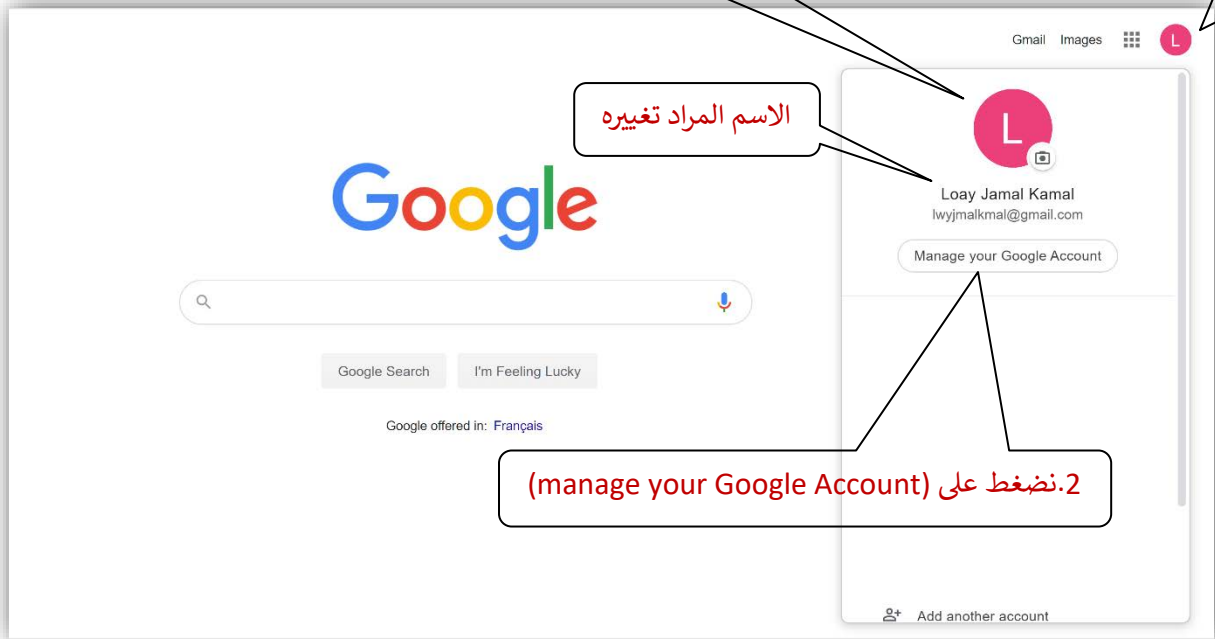 Gmail Images L
الاسم المراد تغييره
L
Google
Loay Jamal Kamal
lwyjmalkmal@gmail.com
Manage your Google Account
Google Search I'm Feeling Lucky
Google offered in: Français
2.نضغط على (manage your Google Account)
Add another account